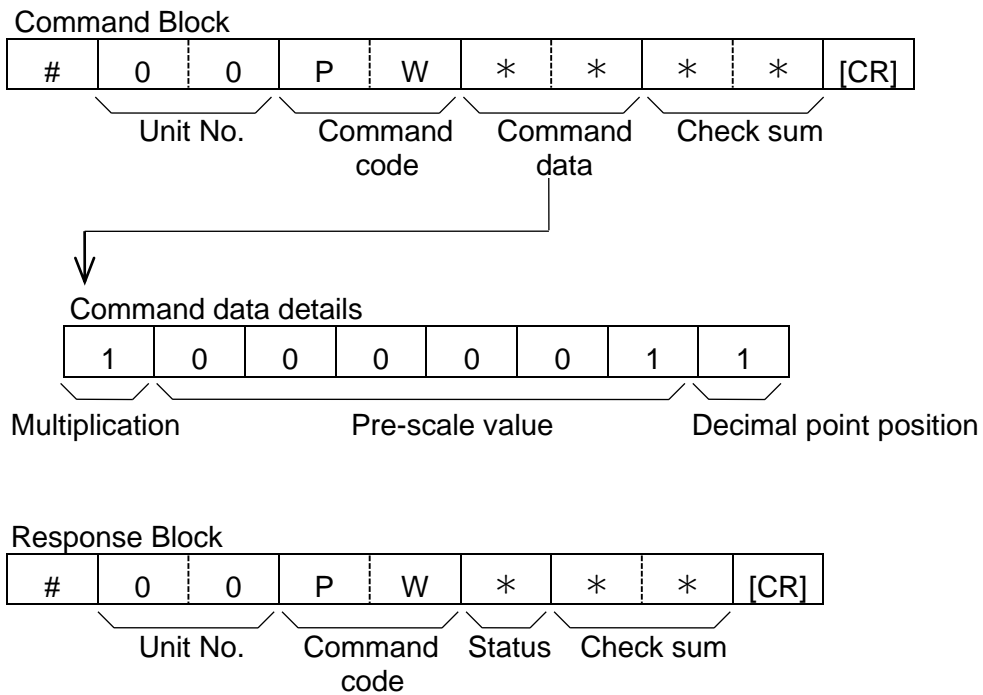 Command Block
# 0 0 P W * * * * [CR]
Unit No. Command code Command data Check sum
Command data details
1 0 0 0 0 0 1 1
Multiplication Pre-scale value Decimal point position
Response Block
# 0 0 P W * * * [CR]
Unit No. Command code Status Check sum